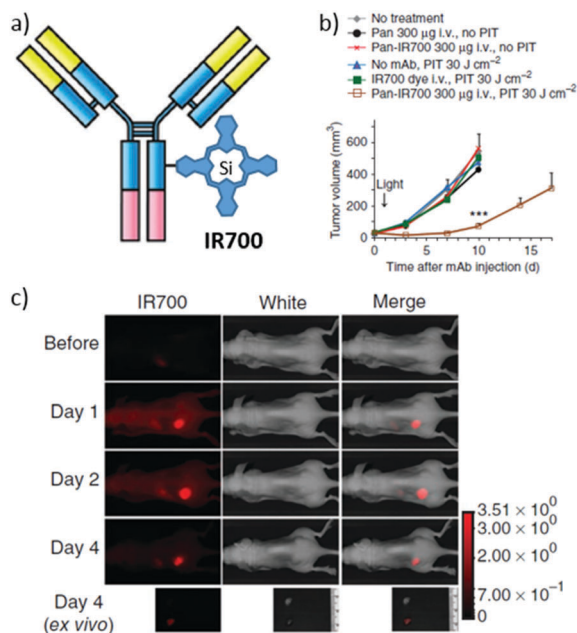 a)
Si
IR700
b)
No treatment
Pan 300 µg i.v., no PIT
Pan-IR700 300 µg i.v., no PIT
No mAb, PIT 30 J cm⁻²
IR700 dye i.v., PIT 30 J cm⁻²
Pan-IR700 300 µg i.v., PIT 30 J cm⁻²
Tumor volume (mm³)
600
400
200
0
Light
***
0 5 10 15
Time after mAb injection (d)
c)
IR700 White Merge
Before
Day 1
Day 2
Day 4
Day 4
(ex vivo)
3.51 × 10⁰
3.00 × 10⁰
2.00 × 10⁰
7.00 × 10⁻¹
0